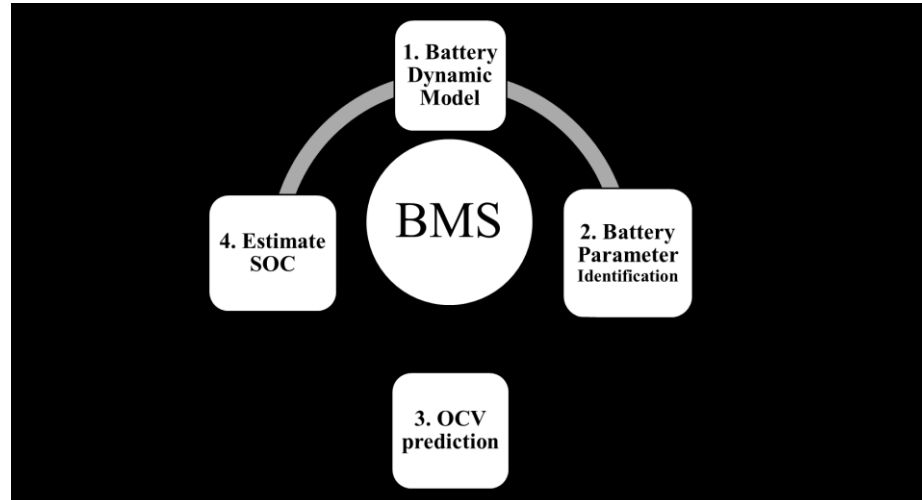 1. Battery
Dynamic
Model
BMS
4. Estimate
SOC
2. Battery
Parameter
Identification
3. OCV
prediction